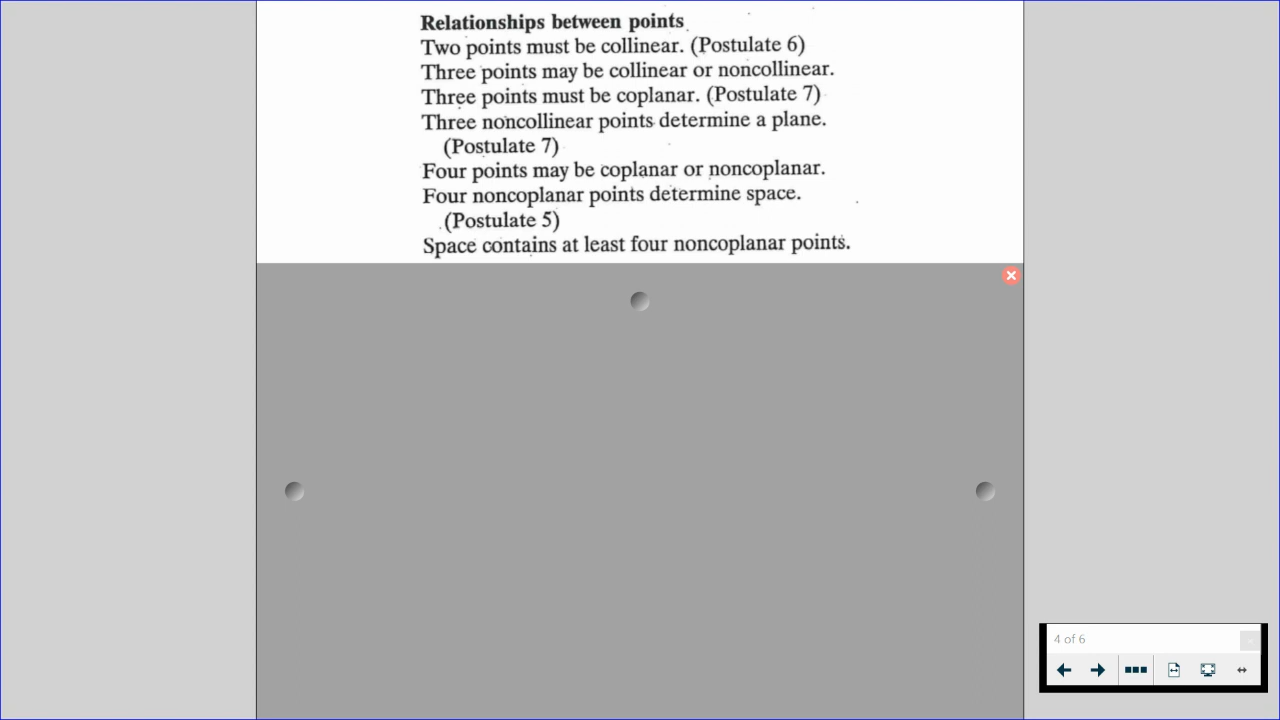 Relationships between points
Two points must be collinear. (Postulate 6)
Three points may be collinear or noncollinear.
Three points must be coplanar. (Postulate 7)
Three noncollinear points determine a plane.
(Postulate 7)
Four points may be coplanar or noncoplanar.
Four noncoplanar points determine space.
(Postulate 5)
Space contains at least four noncoplanar points.
4 of 6